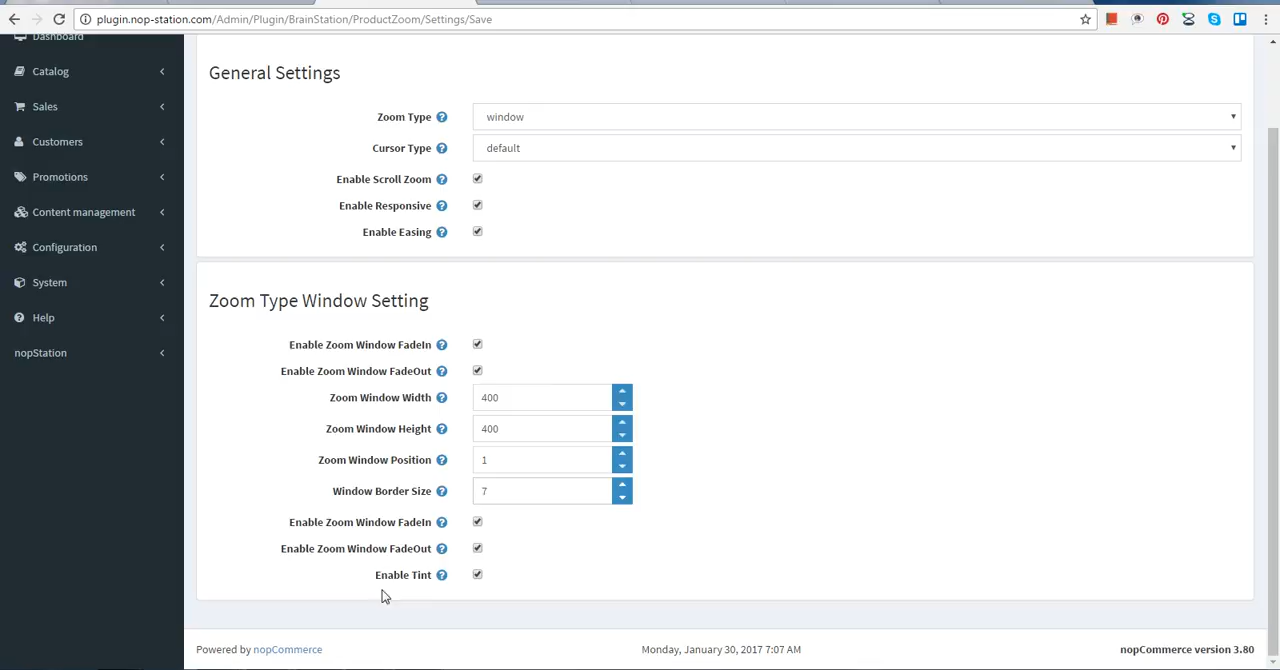 plugin.nop-station.com/Admin/Plugin/BrainStation/ProductZoom/Settings/Save
Dashboard
Catalog
Sales
Customers
Promotions
Content management
Configuration
System
Help
nopStation
General Settings
Zoom Type ? window
Cursor Type ? default
Enable Scroll Zoom ?
Enable Responsive ?
Enable Easing ?
Zoom Type Window Setting
Enable Zoom Window FadeIn ?
Enable Zoom Window FadeOut ?
Zoom Window Width ? 400
Zoom Window Height ? 400
Zoom Window Position ? 1
Window Border Size ? 7
Enable Zoom Window FadeIn ?
Enable Zoom Window FadeOut ?
Enable Tint ?
Powered by nopCommerce Monday, January 30, 2017 7:07 AM nopCommerce version 3.80